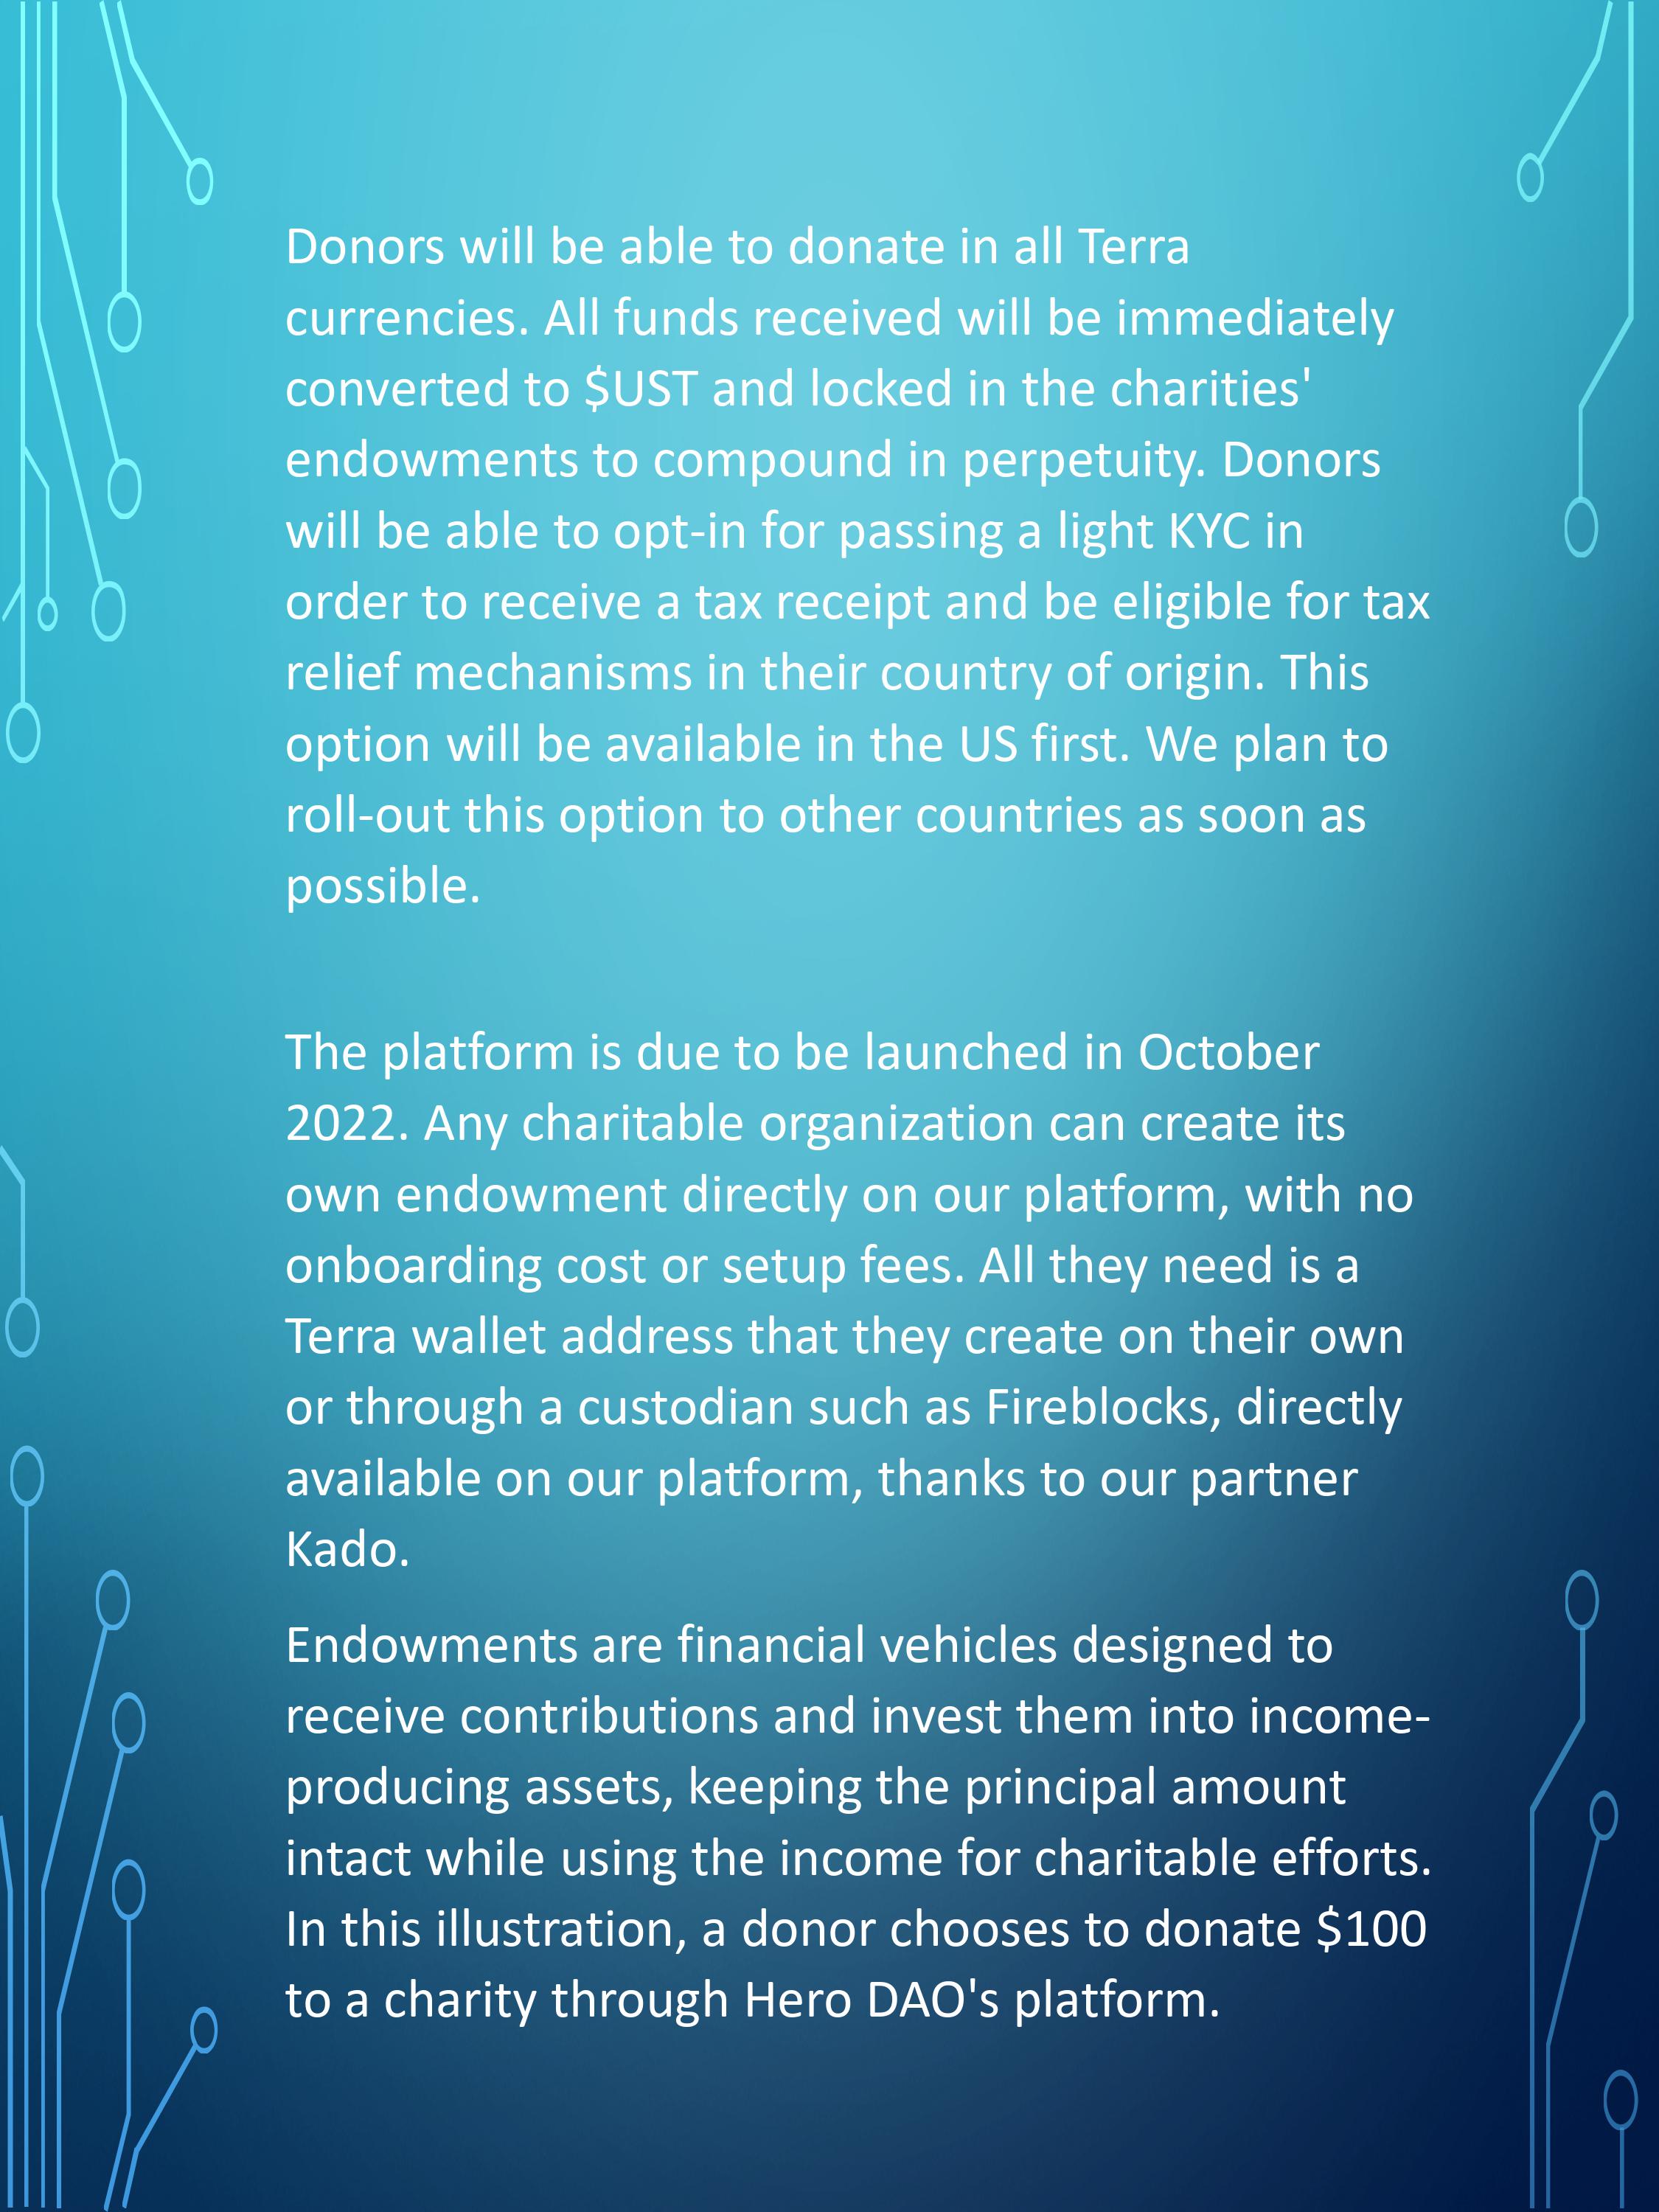 Donors will be able to donate in all Terra
currencies. All funds received will be immediately
converted to $UST and locked in the charities'
endowments to compound in perpetuity. Donors
will be able to opt-in for passing a light KYC in
order to receive a tax receipt and be eligible for tax
relief mechanisms in their country of origin. This
option will be available in the US first. We plan to
roll-out this option to other countries as soon as
possible.
The platform is due to be launched in October
2022. Any charitable organization can create its
own endowment directly on our platform, with no
onboarding cost or setup fees. All they need is a
Terra wallet address that they create on their own
or through a custodian such as Fireblocks, directly
available on our platform, thanks to our partner
Kado.
Endowments are financial vehicles designed to
receive contributions and invest them into income-
producing assets, keeping the principal amount
intact while using the income for charitable efforts.
In this illustration, a donor chooses to donate $100
to a charity through Hero DAO's platform.